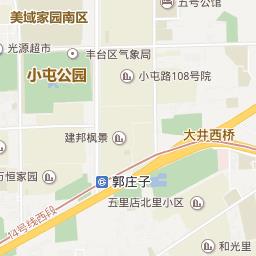 五号公馆
美域家园南区
光源超市
丰台区气象局
小屯公园
小屯路108号院
建邦枫景
大井西桥
万恒家园
郭庄子
五里店北里小区
14号线西段
和光里